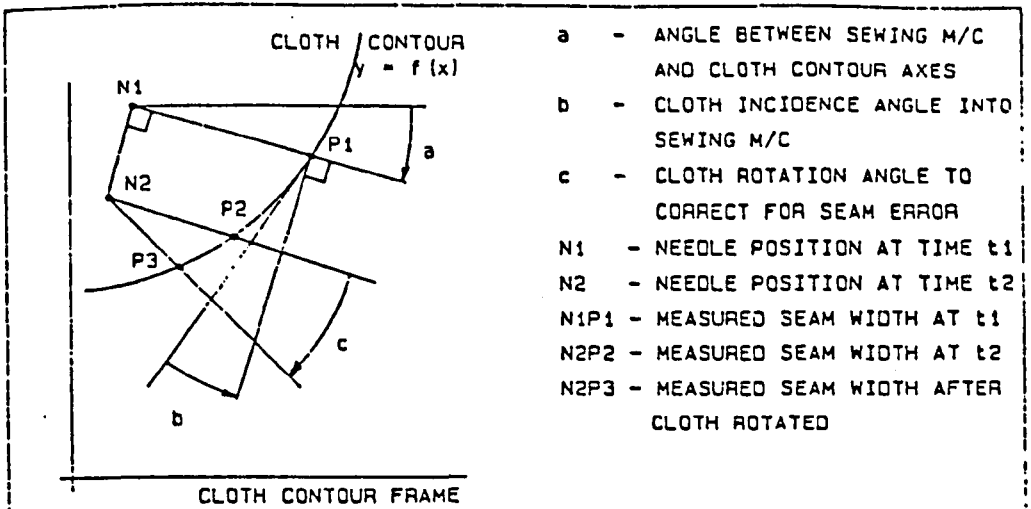 CLOTH CONTOUR
y = f(x)
N1
P1
a
N2
P2
P3
c
b
CLOTH CONTOUR FRAME
a - ANGLE BETWEEN SEWING M/C
AND CLOTH CONTOUR AXES
b - CLOTH INCIDENCE ANGLE INTO
SEWING M/C
c - CLOTH ROTATION ANGLE TO
CORRECT FOR SEAM ERROR
N1 - NEEDLE POSITION AT TIME t1
N2 - NEEDLE POSITION AT TIME t2
N1P1 - MEASURED SEAM WIDTH AT t1
N2P2 - MEASURED SEAM WIDTH AT t2
N2P3 - MEASURED SEAM WIDTH AFTER
CLOTH ROTATED